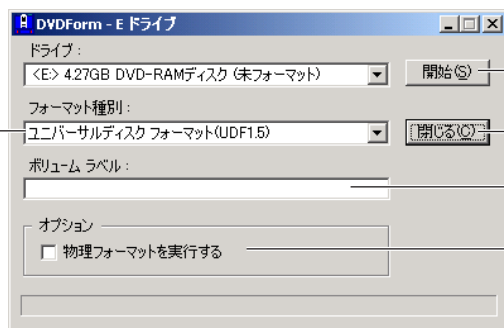 DVDForm - E ドライブ
ドライブ :
<E:> 4.27GB DVD-RAMディスク (未フォーマット)
開始(S)
フォーマット種別 :
ユニバーサルディスク フォーマット(UDF1.5)
閉じる(C)
ボリューム ラベル :
オプション
物理フォーマットを実行する